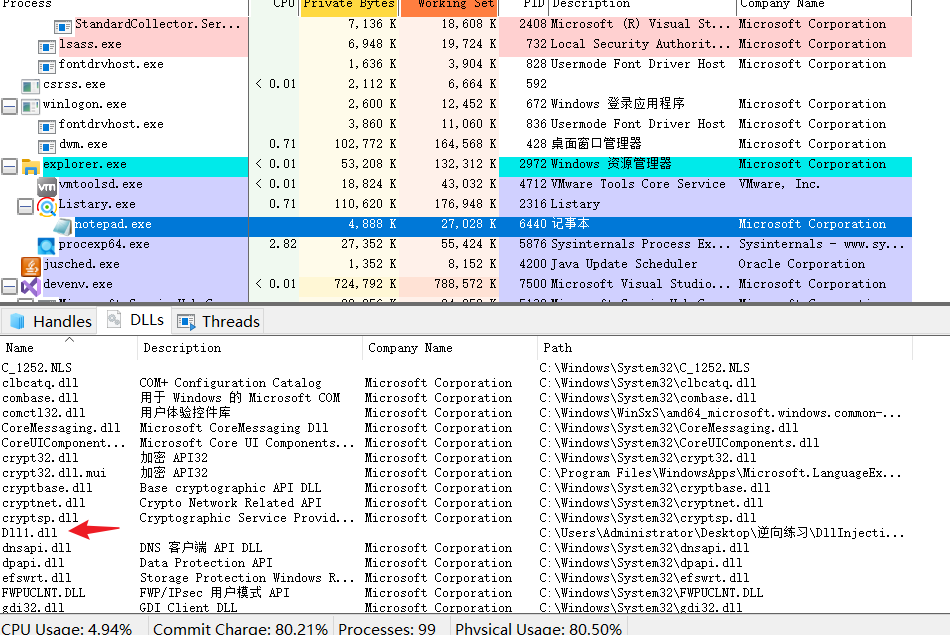 Process CPU Private Bytes Working Set PID Description Company Name
StandardCollector.Ser... 7,136 K 18,608 K 2408 Microsoft (R) Visual St... Microsoft Corporation
lsass.exe 6,948 K 19,724 K 732 Local Security Authorit... Microsoft Corporation
fontdrvhost.exe 1,636 K 3,904 K 828 Usermode Font Driver Host Microsoft Corporation
csrss.exe < 0.01 2,112 K 6,664 K 592
winlogon.exe 2,600 K 12,452 K 672 Windows 登录应用程序 Microsoft Corporation
fontdrvhost.exe 3,860 K 11,060 K 836 Usermode Font Driver Host Microsoft Corporation
dwm.exe 0.71 102,772 K 164,568 K 428 桌面窗口管理器 Microsoft Corporation
explorer.exe < 0.01 53,208 K 132,312 K 2972 Windows 资源管理器 Microsoft Corporation
vm vmtoolsd.exe < 0.01 18,824 K 43,032 K 4712 VMware Tools Core Service VMware, Inc.
Listary.exe 0.71 110,620 K 176,948 K 2316 Listary
notepad.exe 4,888 K 27,028 K 6440 记事本 Microsoft Corporation
procexp64.exe 2.82 27,352 K 55,424 K 5876 Sysinternals Process Ex... Sysinternals - www.sy...
jusched.exe 1,352 K 8,152 K 4200 Java Update Scheduler Oracle Corporation
devenv.exe < 0.01 724,792 K 788,572 K 7500 Microsoft Visual Studio... Microsoft Corporation
Handles DLLs Threads
Name Description Company Name Path
C_1252.NLS C:\Windows\System32\C_1252.NLS
clbcatq.dll COM+ Configuration Catalog Microsoft Corporation C:\Windows\System32\clbcatq.dll
combase.dll 用于 Windows 的 Microsoft COM Microsoft Corporation C:\Windows\System32\combase.dll
comctl32.dll 用户体验控件库 Microsoft Corporation C:\Windows\WinSxS\amd64_microsoft.windows.common-...
CoreMessaging.dll Microsoft CoreMessaging Dll Microsoft Corporation C:\Windows\System32\CoreMessaging.dll
CoreUIComponent... Microsoft Core UI Components... Microsoft Corporation C:\Windows\System32\CoreUIComponents.dll
crypt32.dll 加密 API32 Microsoft Corporation C:\Windows\System32\crypt32.dll
crypt32.dll.mui 加密 API32 Microsoft Corporation C:\Program Files\WindowsApps\Microsoft.LanguageEx...
cryptbase.dll Base cryptographic API DLL Microsoft Corporation C:\Windows\System32\cryptbase.dll
cryptnet.dll Crypto Network Related API Microsoft Corporation C:\Windows\System32\cryptnet.dll
cryptsp.dll Cryptographic Service Provid... Microsoft Corporation C:\Windows\System32\cryptsp.dll
Dll1.dll C:\Users\Administrator\Desktop\逆向练习\DllInjecti...
dnsapi.dll DNS 客户端 API DLL Microsoft Corporation C:\Windows\System32\dnsapi.dll
dpapi.dll Data Protection API Microsoft Corporation C:\Windows\System32\dpapi.dll
efswrt.dll Storage Protection Windows R... Microsoft Corporation C:\Windows\System32\efswrt.dll
FWPUCLNT.DLL FWP/IPsec 用户模式 API Microsoft Corporation C:\Windows\System32\FWPUCLNT.DLL
gdi32.dll GDI Client DLL Microsoft Corporation C:\Windows\System32\gdi32.dll
CPU Usage: 4.94% Commit Charge: 80.21% Processes: 99 Physical Usage: 80.50%